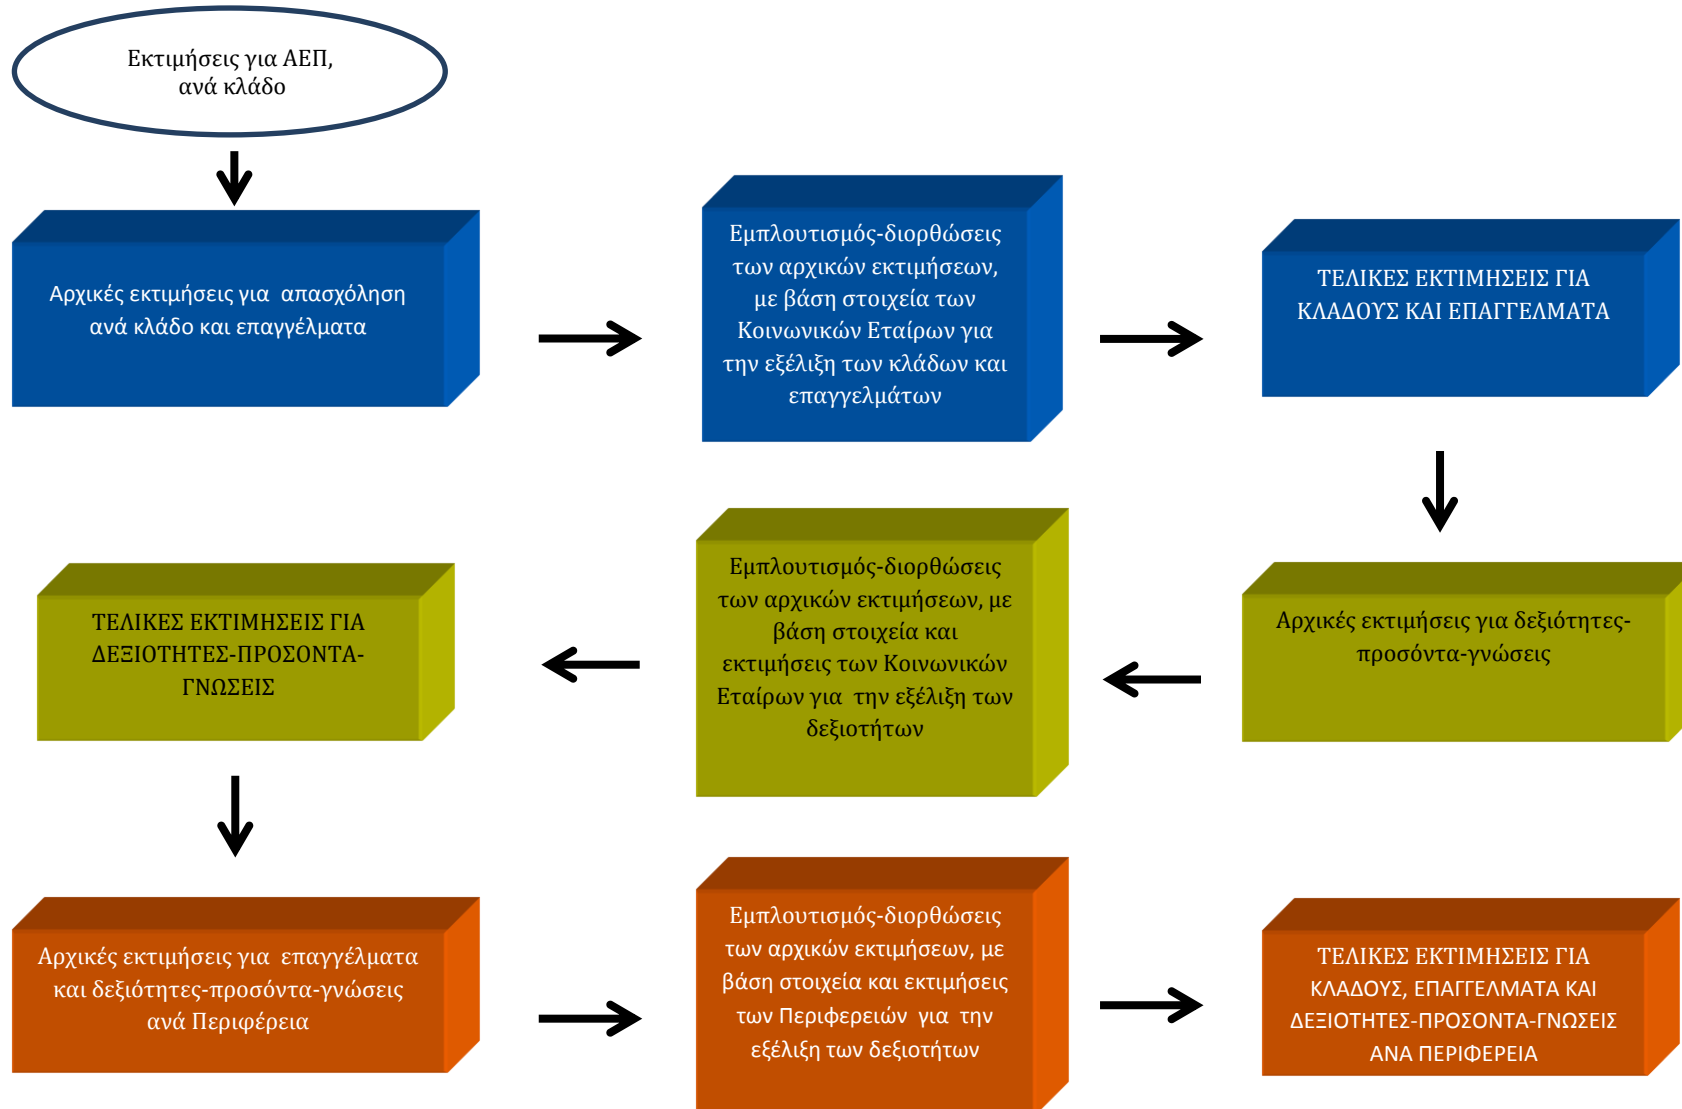 Εκτιμήσεις για ΑΕΠ,
ανά κλάδο
Αρχικές εκτιμήσεις για απασχόληση
ανά κλάδο και επαγγέλματα
Εμπλουτισμός-διορθώσεις
των αρχικών εκτιμήσεων,
με βάση στοιχεία των
Κοινωνικών Εταίρων για
την εξέλιξη των κλάδων και
επαγγελμάτων
ΤΕΛΙΚΕΣ ΕΚΤΙΜΗΣΕΙΣ ΓΙΑ
ΚΛΑΔΟΥΣ ΚΑΙ ΕΠΑΓΓΕΛΜΑΤΑ
Αρχικές εκτιμήσεις για δεξιότητες-
προσόντα-γνώσεις
Εμπλουτισμός-διορθώσεις
των αρχικών εκτιμήσεων, με
βάση στοιχεία και
εκτιμήσεις των Κοινωνικών
Εταίρων για την εξέλιξη των
δεξιοτήτων
ΤΕΛΙΚΕΣ ΕΚΤΙΜΗΣΕΙΣ ΓΙΑ
ΔΕΞΙΟΤΗΤΕΣ-ΠΡΟΣΟΝΤΑ-
ΓΝΩΣΕΙΣ
Αρχικές εκτιμήσεις για επαγγέλματα
και δεξιότητες-προσόντα-γνώσεις
ανά Περιφέρεια
Εμπλουτισμός-διορθώσεις
των αρχικών εκτιμήσεων, με
βάση στοιχεία και εκτιμήσεις
των Περιφερειών για την
εξέλιξη των δεξιοτήτων
ΤΕΛΙΚΕΣ ΕΚΤΙΜΗΣΕΙΣ ΓΙΑ
ΚΛΑΔΟΥΣ, ΕΠΑΓΓΕΛΜΑΤΑ ΚΑΙ
ΔΕΞΙΟΤΗΤΕΣ-ΠΡΟΣΟΝΤΑ-ΓΝΩΣΕΙΣ
ΑΝΑ ΠΕΡΙΦΕΡΕΙΑ